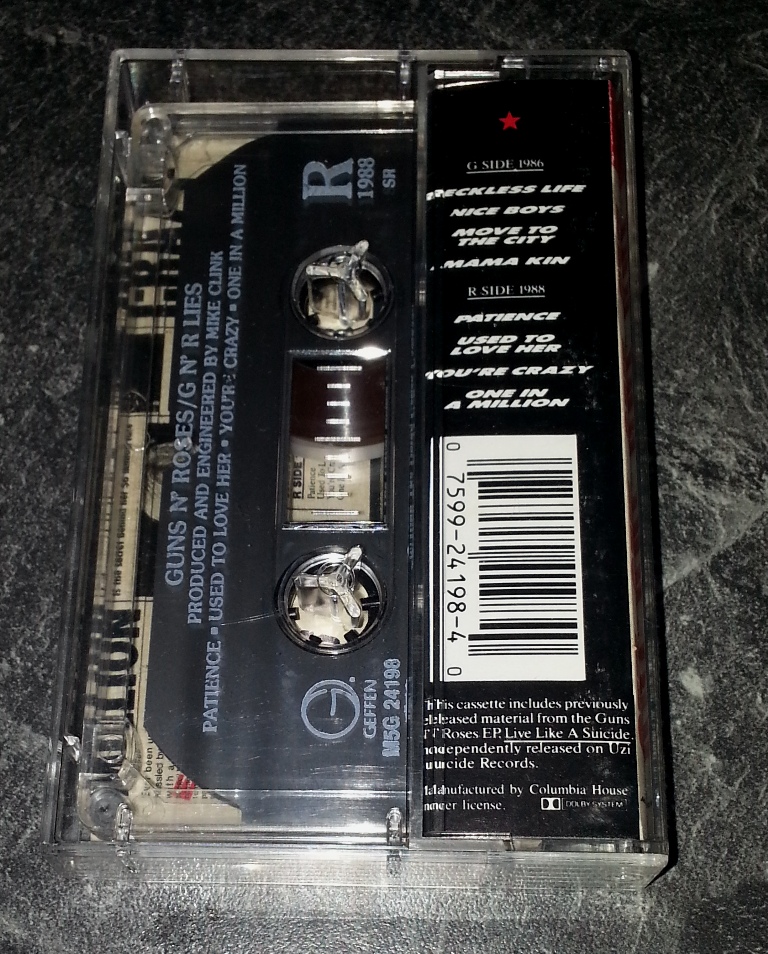 G SIDE 1986
RECKLESS LIFE
NICE BOYS
MOVE TO
THE CITY
MAMA KIN
R SIDE 1988
PATIENCE
USED TO
LOVE HER
YOU'RE CRAZY
ONE IN
A MILLION
0 7599-24198-4 0
This cassette includes previously
released material from the Guns
N' Roses EP, Live Like A Suicide,
independently released on Uzi
Suicide Records.
Manufactured by Columbia House
under license.
DOLBY SYSTEM
GUNS N' ROSES/G N' R LIES
PRODUCED AND ENGINEERED BY MIKE CLINK
PATIENCE ▪ USED TO LOVE HER ▪ YOU'RE CRAZY ▪ ONE IN A MILLION
R
1988
SR
GEFFEN
M5G 24198
R SIDE
Patience
Used To L